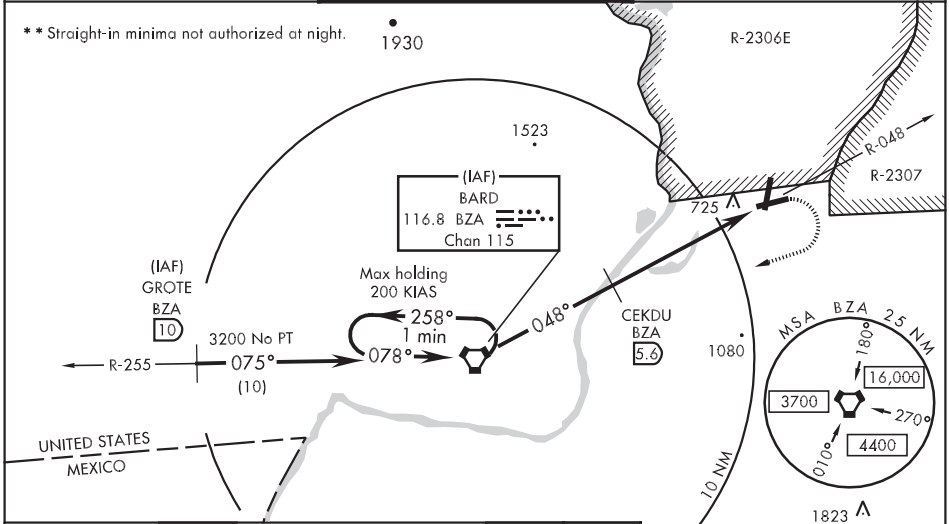 ** Straight-in minima not authorized at night.
1930
R-2306E
1523
R-048
R-2307
(IAF)
BARD
116.8 BZA
Chan 115
725
(IAF)
GROTE
BZA
10
Max holding
200 KIAS
258°
1 min
078°
3200 No PT
R-255
075°
(10)
048°
CEKDU
BZA
5.6
1080
MSA BZA 25 NM
180°
16,000
3700
270°
4400
010°
UNITED STATES
MEXICO
10 NM
1823